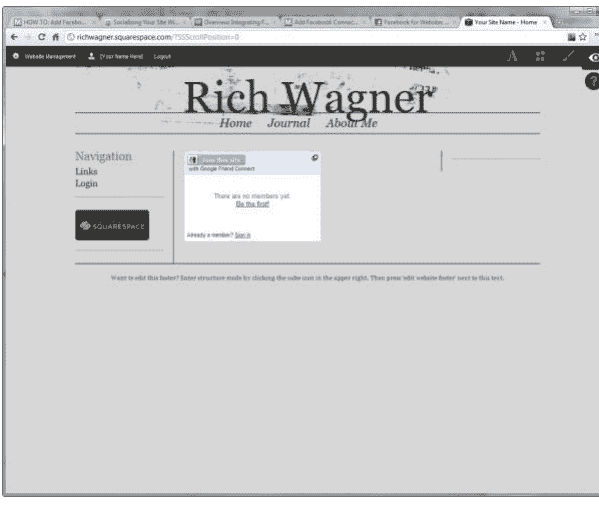 HOW TO: Add Facebo...
Socialising Your Site Wi...
Overview Integrating F...
Add Facebook Connec...
Facebook for Websites ...
Your Site Name - Home
richwagner.squarespace.com/?SSScrollPosition=0
Website Management
[Your Name Here]
Logout
Rich Wagner
Home Journal About Me
Navigation
Links
Login
SQUARESPACE
Join this site
with Google Friend Connect
There are no members yet.
Be the first!
Already a member? Sign in
Want to edit this footer? Enter structure mode by clicking the cube icon in the upper right. Then press 'edit website footer' next to this text.